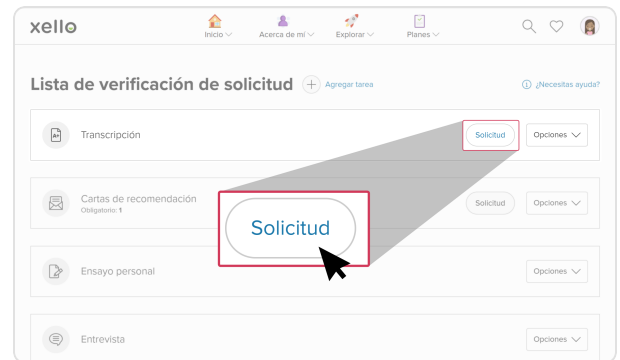 xello
Inicio
Acerca de mí
Explorar
Planes
Lista de verificación de solicitud
Agregar tarea
¿Necesitas ayuda?
A+
Transcripción
Solicitud
Opciones
Cartas de recomendación
Obligatorio: 1
Solicitud
Opciones
Solicitud
Ensayo personal
Opciones
Entrevista
Opciones